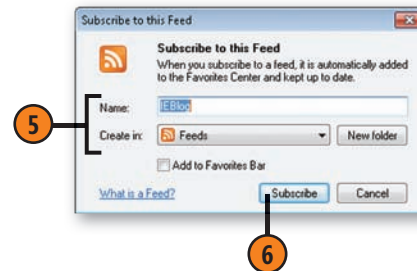 Subscribe to this Feed
Subscribe to this Feed
When you subscribe to a feed, it is automatically added
to the Favorites Center and kept up to date.
Name: IEBlog
5
Create in: Feeds New folder
Add to Favorites Bar
What is a Feed? Subscribe Cancel
6